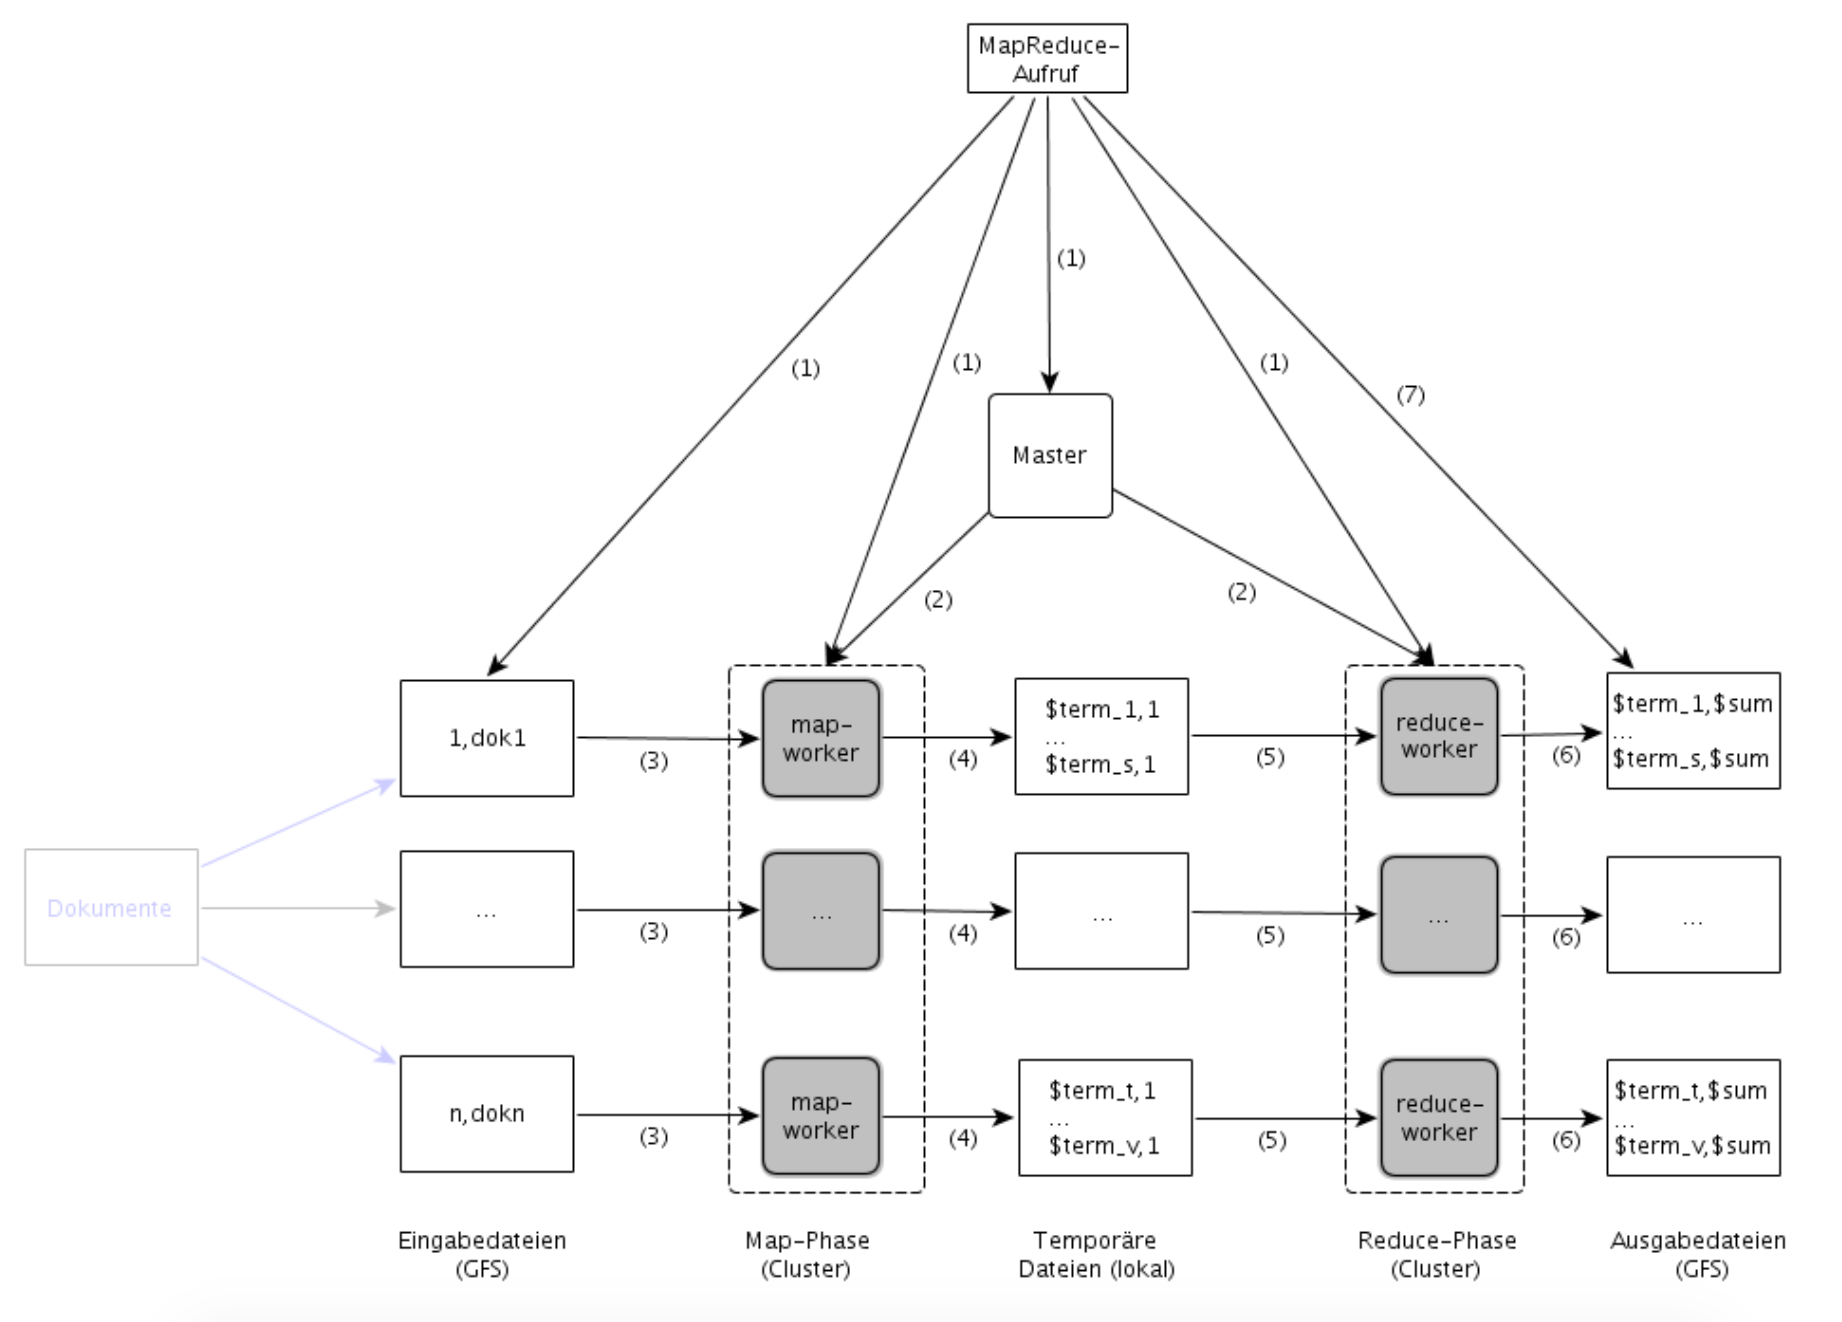 MapReduce-
Aufruf
(1)
(1)
(1)
(1)
(7)
Master
(2)
(2)
1,dok1
(3)
map-
worker
(4)
$term_1,1
...
$term_s,1
(5)
reduce-
worker
(6)
$term_1,$sum
...
$term_s,$sum
Dokumente
...
(3)
...
(4)
...
(5)
...
(6)
...
n,dokn
(3)
map-
worker
(4)
$term_t,1
...
$term_v,1
(5)
reduce-
worker
(6)
$term_t,$sum
...
$term_v,$sum
Eingabedateien
(GFS)
Map-Phase
(Cluster)
Temporäre
Dateien (lokal)
Reduce-Phase
(Cluster)
Ausgabedateien
(GFS)